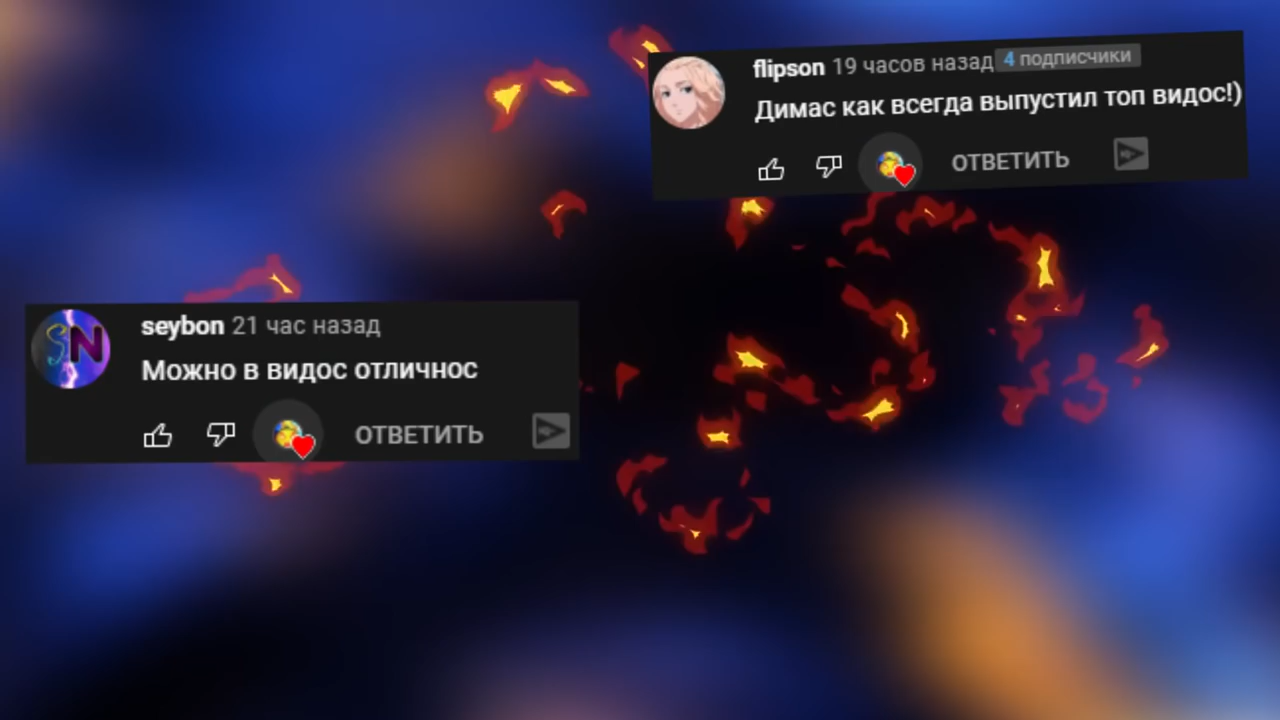 flipson 19 часов назад 4 подписчики
Димас как всегда выпустил топ видос!)
ОТВЕТИТЬ
SN
seybon 21 час назад
Можно в видос отличнос
ОТВЕТИТЬ